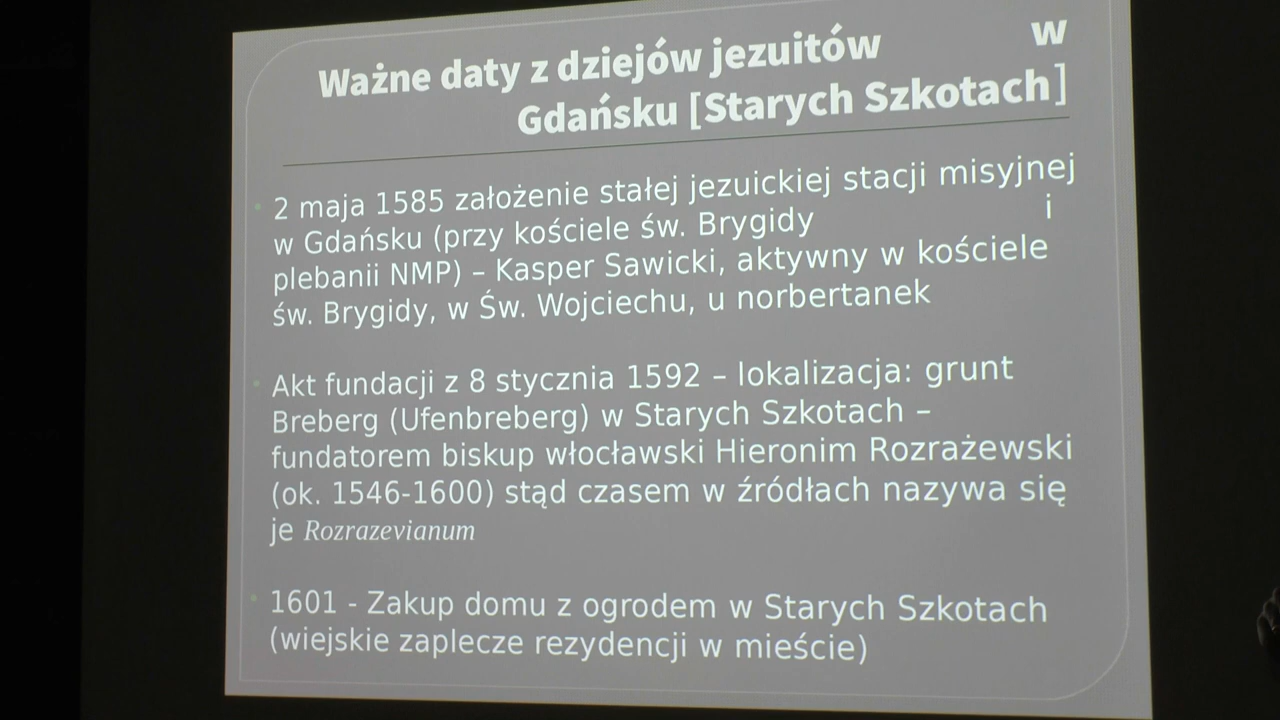 Ważne daty z dziejów jezuitów w
Gdańsku [Starych Szkotach]
2 maja 1585 założenie stałej jezuickiej stacji misyjnej
w Gdańsku (przy kościele św. Brygidy i
plebanii NMP) – Kasper Sawicki, aktywny w kościele
św. Brygidy, w Św. Wojciechu, u norbertanek
Akt fundacji z 8 stycznia 1592 – lokalizacja: grunt
Breberg (Ufenbreberg) w Starych Szkotach –
fundatorem biskup włocławski Hieronim Rozrażewski
(ok. 1546-1600) stąd czasem w źródłach nazywa się
je Rozrazevianum
1601 - Zakup domu z ogrodem w Starych Szkotach
(wiejskie zaplecze rezydencji w mieście)